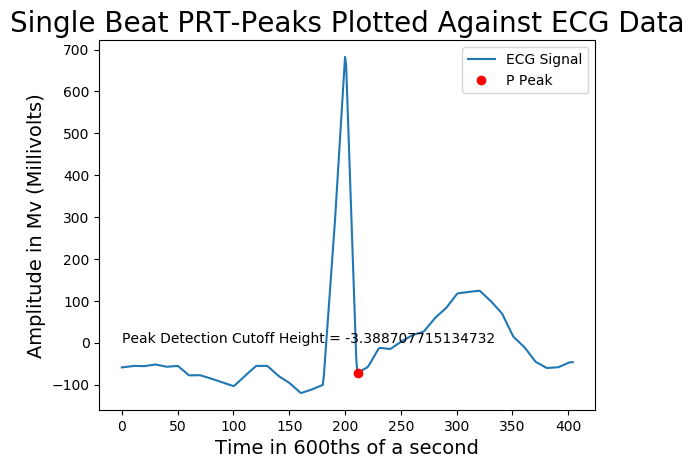 Single Beat PRT-Peaks Plotted Against ECG Data
Amplitude in Mv (Millivolts)
700
600
500
400
300
200
100
0
−100
ECG Signal
P Peak
Peak Detection Cutoff Height = -3.388707715134732
0 50 100 150 200 250 300 350 400
Time in 600ths of a second